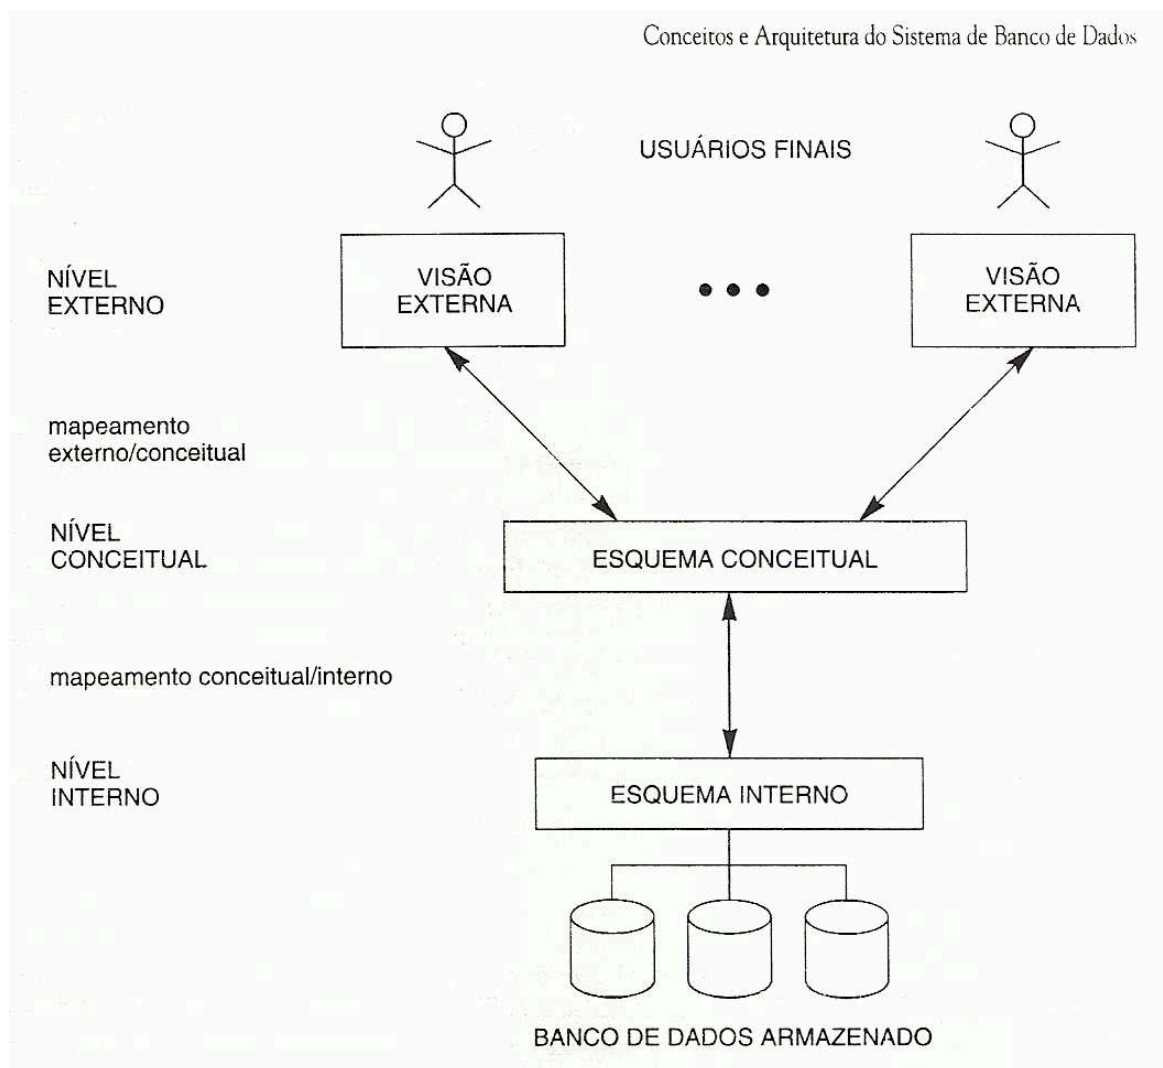 Conceitos e Arquitetura do Sistema de Banco de Dados
USUÁRIOS FINAIS
NÍVEL
EXTERNO
VISÃO
EXTERNA
VISÃO
EXTERNA
mapeamento
externo/conceitual
NÍVEL
CONCEITUAL
ESQUEMA CONCEITUAL
mapeamento conceitual/interno
NÍVEL
INTERNO
ESQUEMA INTERNO
BANCO DE DADOS ARMAZENADO